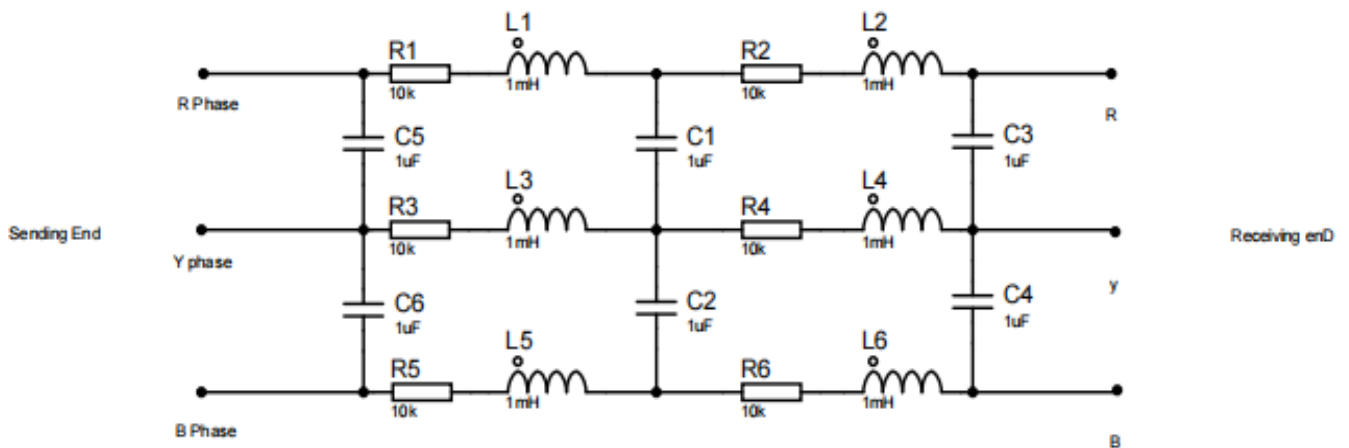 L1
L2
R1
R2
10k
1mH
10k
1mH
R Phase
R
C5
1uF
C1
1uF
C3
1uF
L3
L4
R3
R4
Sending End
10k
1mH
10k
1mH
Receiving enD
Y phase
y
C6
1uF
C2
1uF
C4
1uF
L5
L6
R5
R6
10k
1mH
10k
1mH
B Phase
B